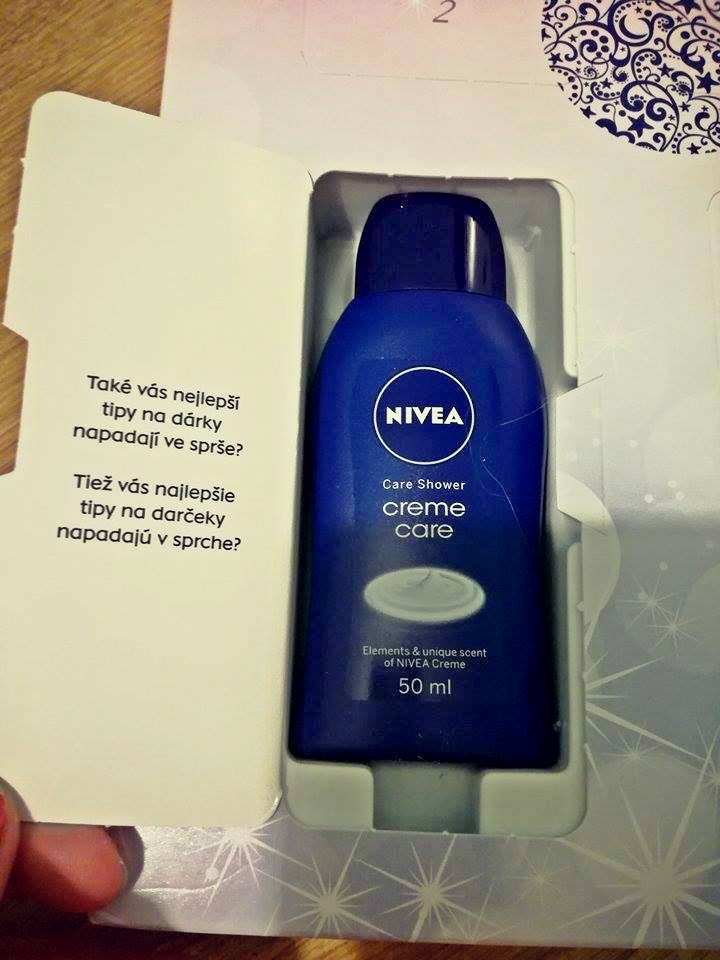 2
Také vás nejlepší
tipy na dárky
napadají ve sprše?
Tiež vás najlepšie
tipy na darčeky
napadajú v sprche?
NIVEA
Care Shower
creme
care
Elements & unique scent
of NIVEA Creme
50 ml